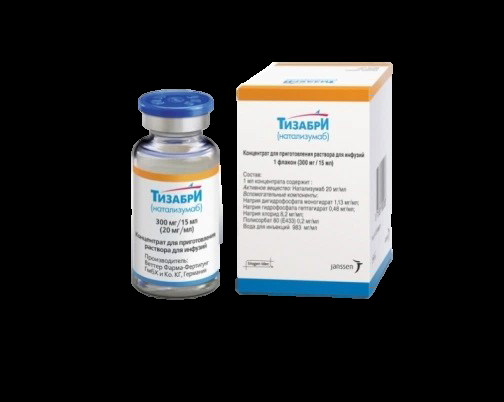 ТИЗАБРИ
(натализумаб)
300 мг/15 мл
(20 мг/мл)
Концентрат для приготовления
раствора для инфузий
Производитель:
Веттер Фарма-Фертигунг
ГмбХ и Ко. КГ, Германия
ТИЗАБРИ
(натализумаб)
Концентрат для приготовления раствора для инфузий
1 флакон (300 мг / 15 мл)
Состав:
1 мл концентрата содержит:
Активное вещество: Натализумаб 20 мг/мл
Вспомогательные компоненты:
Натрия дигидрофосфата моногидрат 1,13 мг/мл;
Натрия гидрофосфата гептагидрат 0,48 мг/мл;
Натрия хлорид 8,2 мг/мл;
Полисорбат 80 (E433) 0,2 мг/мл
Вода для инъекций 983 мг/мл
biogen idec
janssen